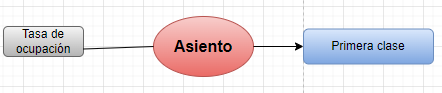 Tasa de
ocupación
Asiento
Primera clase